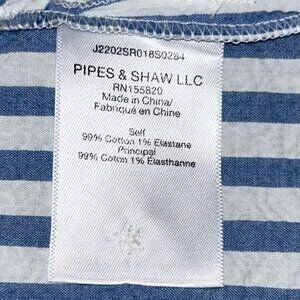 J2202SR018S0284
PIPES & SHAW LLC
RN155820
Made in China/
Fabriqué en Chine
Self
99% Cotton 1% Elastane
Principal
99% Coton 1% Élasthanne